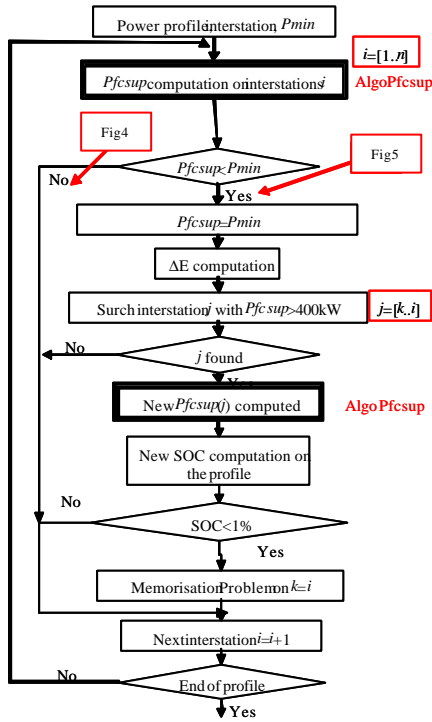 Power profile interstation, Pmin
i=[1..n]
Pfcsup computation on interstations i
AlgoPfcsup
Fig4
Fig5
Pfcsup<Pmin
No
Yes
Pfcsup=Pmin
ΔE computation
Surch interstation j with Pfcsup>400kW
j=[k..i]
No
j found
Yes
New Pfcsup(j) computed
AlgoPfcsup
New SOC computation on
the profile
No
SOC<1%
Yes
Memorisation Problem on k=i
Next interstation i=i+1
No
End of profile
Yes